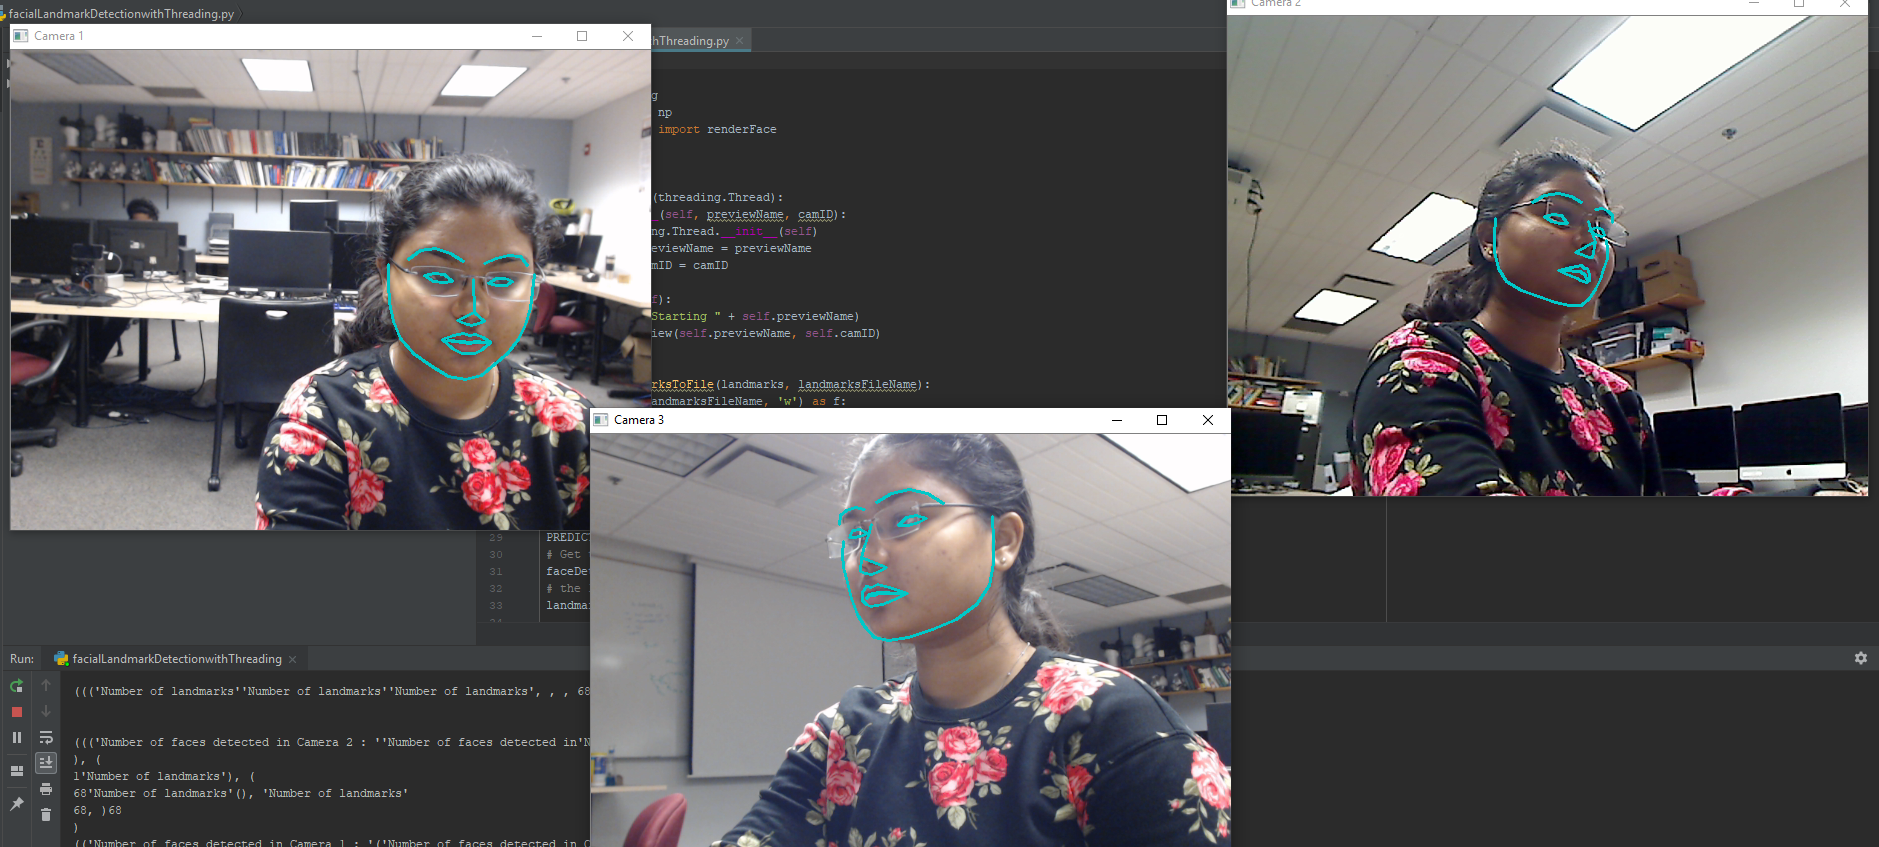 facialLandmarkDetectionwithThreading.py
Camera 1
Camera 2
hThreading.py
g
np
import renderFace
(threading.Thread):
(self, previewName, camID):
ng.Thread.__init__(self)
eviewName = previewName
mID = camID
f):
Starting " + self.previewName)
iew(self.previewName, self.camID)
rksToFile(landmarks, landmarksFileName):
andmarksFileName, 'w') as f:
Camera 3
29 PREDICT
30 # Get
31 faceDe
32 # the
33 landma
Run: facialLandmarkDetectionwithThreading
((('Number of landmarks''Number of landmarks''Number of landmarks', , , 68
((('Number of faces detected in Camera 2 : ''Number of faces detected in'N
), (
l'Number of landmarks'), (
68'Number of landmarks'(), 'Number of landmarks'
68, )68
)
(('Number of faces detected in Camera 1 : '('Number of faces detected in C